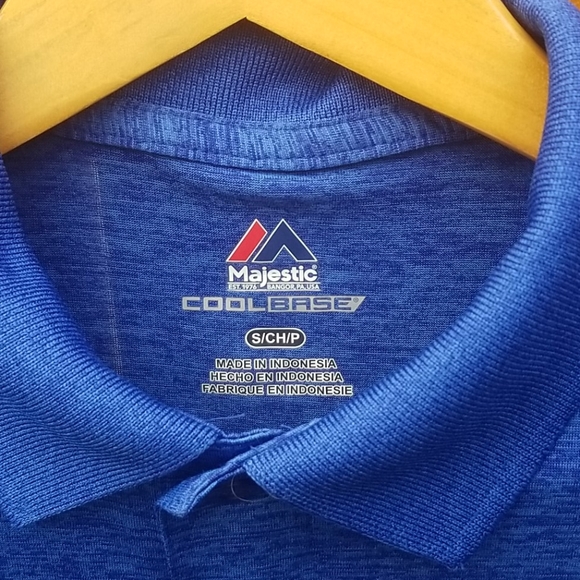 Majestic®
EST. 1976 BANGOR, PA, USA
COOLBASE®
S/CH/P
MADE IN INDONESIA
HECHO EN INDONESIA
FABRIQUE EN INDONESIE